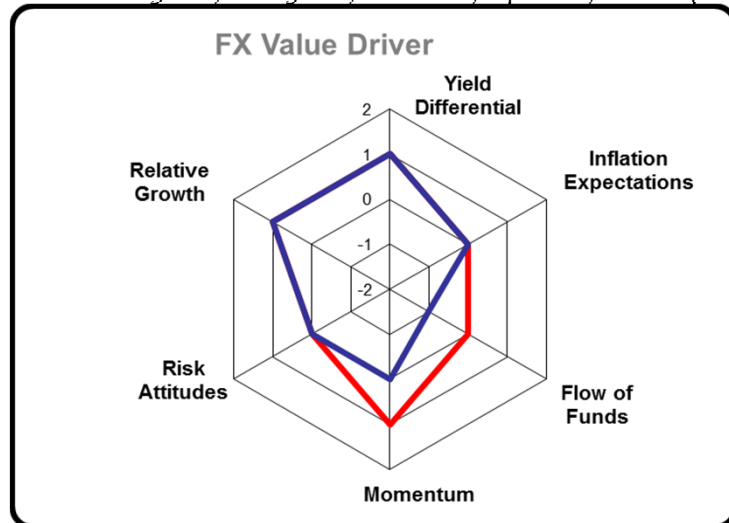 FX Value Driver
Yield
Differential
2
Inflation
Expectations
1
Relative
Growth
0
-1
-2
Risk
Attitudes
Flow of
Funds
Momentum